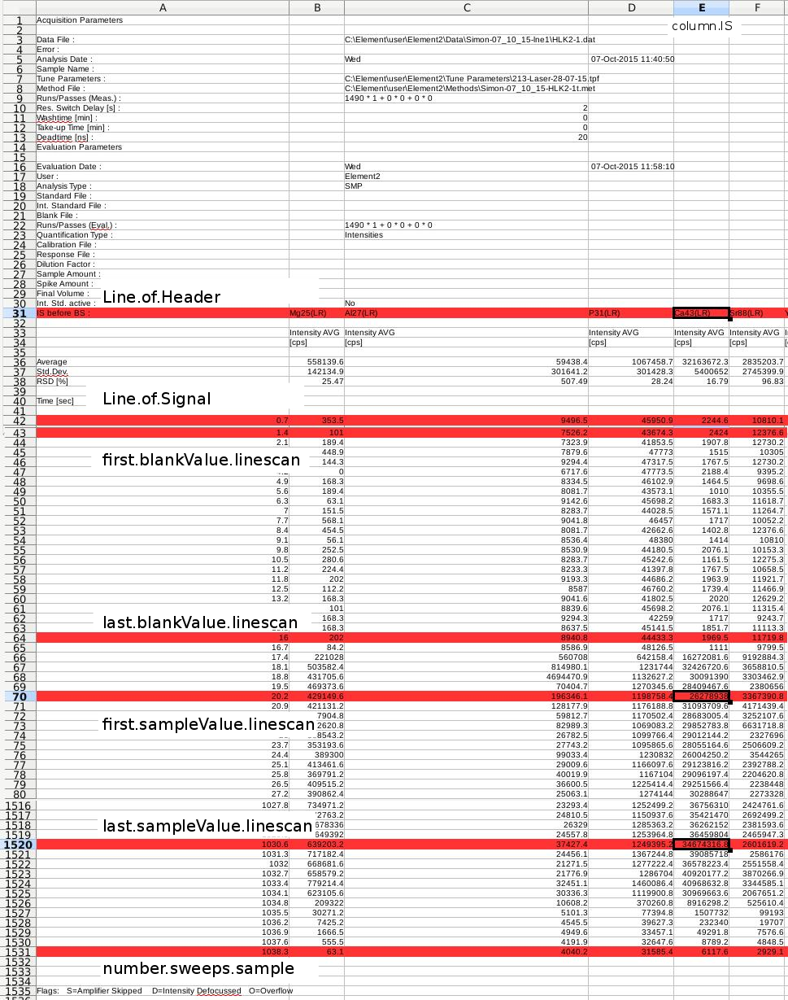 A B C D E F
column.IS
1 Acquisition Parameters
2
3 Data File : C:\Element\user\Element2\Data\Simon-07_10_15-lne1\HLK2-1.dat
4 Error :
5 Analysis Date : Wed 07-Oct-2015 11:40:50
6 Sample Name :
7 Tune Parameters : C:\Element\user\Element2\Tune Parameters\213-Laser-28-07-15.tpf
8 Method File : C:\Element\user\Element2\Methods\Simon-07_10_15-HLK2-1t.met
9 Runs/Passes (Meas.) : 1490 * 1 + 0 * 0 + 0 * 0
10 Res. Switch Delay [s] : 2
11 Washtime [min] : 0
12 Take-up Time [min] : 0
13 Deadtime [ns] : 20
14 Evaluation Parameters
15
16 Evaluation Date : Wed 07-Oct-2015 11:58:10
17 User : Element2
18 Analysis Type : SMP
19 Standard File :
20 Int. Standard File :
21 Blank File :
22 Runs/Passes (Eval.) : 1490 * 1 + 0 * 0 + 0 * 0
23 Quantification Type : Intensities
24 Calibration File :
25 Response File :
26 Dilution Factor :
27 Sample Amount :
28 Spike Amount :
29 Final Volume :
Line.of.Header
30 Int. Std. active : No
31 IS before BS : Mg25(LR) Al27(LR) P31(LR) Ca43(LR) Sr88(LR)
32
33 Intensity AVG Intensity AVG Intensity AVG Intensity AVG Intensity AVG
34 [cps] [cps] [cps] [cps] [cps]
35
36 Average 558139.6 59438.4 1067458.7 32163672.3 2835203.7
37 Std.Dev. 142134.9 301641.2 301428.3 5400652 2745399.9
38 RSD [%] 25.47 507.49 28.24 16.79 96.83
39
40 Time [sec]
Line.of.Signal
41
42 0.7 353.5 9496.5 45950.9 2244.6 10810.1
43 1.4 101 7526.2 43674.3 2424 12376.6
44 2.1 189.4 7323.9 41853.5 1907.8 12730.2
45 448.9 7879.6 47773 1515 10305
46 144.3 9294.4 47317.5 1767.5 12730.2
first.blankValue.linescan
47 0 6717.6 47773.5 2188.4 9395.2
48 4.9 168.3 8334.5 46102.9 1464.5 9698.6
49 5.6 189.4 8081.7 43573.1 1010 10355.5
50 6.3 63.1 9142.6 45698.2 1683.3 11618.7
51 7 151.5 8283.7 44028.5 1571.1 11264.7
52 7.7 568.1 9041.8 46457 1717 10052.2
53 8.4 454.5 8081.7 42662.6 1402.8 12376.6
54 9.1 56.1 8536.4 48380 1414 10810
55 9.8 252.5 8530.9 44180.5 2076.1 10153.3
56 10.5 280.6 8283.7 45242.6 1161.5 12275.3
57 11.2 224.4 8233.3 41397.8 1767.5 10658.5
58 11.8 202 9193.3 44686.2 1963.9 11921.7
59 12.5 112.2 8587 46760.2 1739.4 11466.9
60 13.2 168.3 9041.6 41802.5 2020 12629.2
61 101 8839.6 45698.2 2076.1 11315.4
62 168.3 9294.3 42259 1717 9243.7
last.blankValue.linescan
63 168.3 8637.5 45141.5 1851.7 11113.3
64 16 202 8940.8 44433.3 1969.5 11719.8
65 16.7 84.2 8586.9 48126.5 1111 9799.5
66 17.4 221028 560708 642158.4 16272081.6 9192884.3
67 18.1 503582.4 814980.1 1231744 32426720.6 3658810.5
68 18.8 431705.6 4694470.9 1132627.2 30091390 3303462.9
69 19.5 469373.6 70404.7 1270345.6 28409467.6 2380656
70 20.2 429149.6 196346.1 1198758.4 26278938 3367390.8
71 20.9 421131.2 128177.9 1176188.8 31093709.6 4171439.4
72 7904.8 59812.7 1170502.4 28683005.4 3252107.6
first.sampleValue.linescan
73 2620.8 82989.3 1069083.2 29852783.8 6631718.8
74 8543.2 26782.5 1099766.4 29012144.2 2327696
75 23.7 353193.6 27743.2 1095865.6 28055164.6 2506609.2
76 24.4 389300 99033.4 1230832 26004250.2 3544265
77 25.1 413461.6 29009.6 1166097.6 29123816.2 2392788.2
78 25.8 369791.2 40019.9 1167104 29096197.4 2204620.8
79 26.5 409515.2 36600.5 1225414.4 29251566.4 2238448
80 27.2 390862.4 25063.1 1274144 30288647 2273328
1516 1027.8 734971.2 23293.4 1252499.2 36756310 2424761.6
1517 2763.2 24810.5 1150937.6 35421470 2692499.2
1518 678336 26329 1285363.2 36262152 2381593.6
last.sampleValue.linescan
1519 649392 24557.8 1253964.8 36459804 2465947.3
1520 1030.6 639203.2 37427.4 1249395.2 34674316.8 2601619.2
1521 1031.3 717182.4 24456.1 1367244.8 39085718 2586176
1522 1032 668681.6 21271.5 1277222.4 36578223.4 2551558.4
1523 1032.7 658579.2 21776.9 1286704 40920177.2 3870266.9
1524 1033.4 779214.4 32451.1 1460086.4 40968632.8 3344585.1
1525 1034.1 623105.6 30336.3 1119900.8 30969663.6 2067651.2
1526 1034.8 209322 10608.2 370260.8 8916298.2 525610.4
1527 1035.5 30271.2 5101.3 77394.8 1507732 99193
1528 1036.2 7425.2 4545.5 39627.3 232340 19707
1529 1036.9 1666.5 4949.6 33457.1 49291.8 7576.6
1530 1037.6 555.5 4191.9 32647.6 8789.2 4848.5
1531 1038.3 63.1 4040.2 31585.4 6117.6 2929.1
1532
number.sweeps.sample
1533
1534
1535 Flags: S=Amplifier Skipped D=Intensity Defocussed O=Overflow